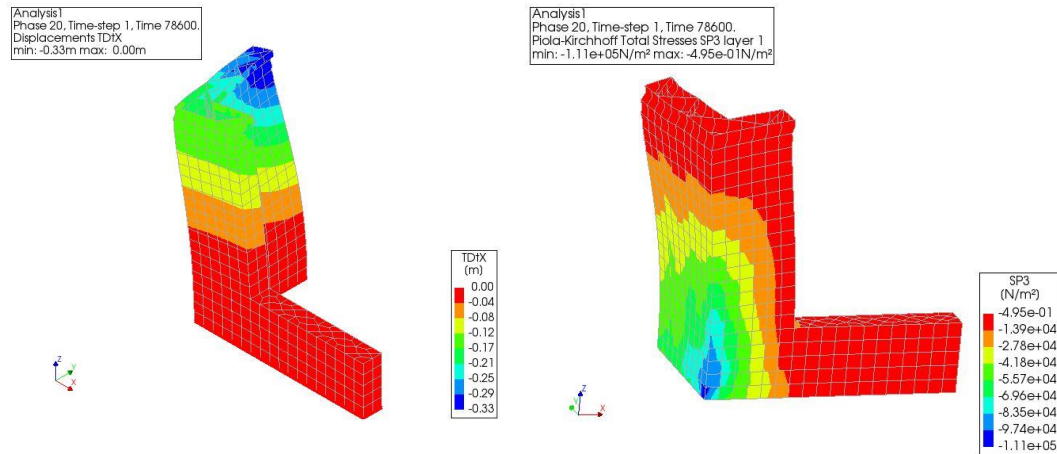 Analysis1
Phase 20, Time-step 1, Time 78600.
Displacements TDtX
min: -0.33m max: 0.00m
TDtX
(m)
0.00
-0.04
-0.08
-0.12
-0.17
-0.21
-0.25
-0.29
-0.33
Z
Y
X
Analysis1
Phase 20, Time-step 1, Time 78600.
Piola-Kirchhoff Total Stresses SP3 layer 1
min: -1.11e+05N/m² max: -4.95e-01N/m²
SP3
(N/m²)
-4.95e-01
-1.39e+04
-2.78e+04
-4.18e+04
-5.57e+04
-6.96e+04
-8.35e+04
-9.74e+04
-1.11e+05
Z
Y
X